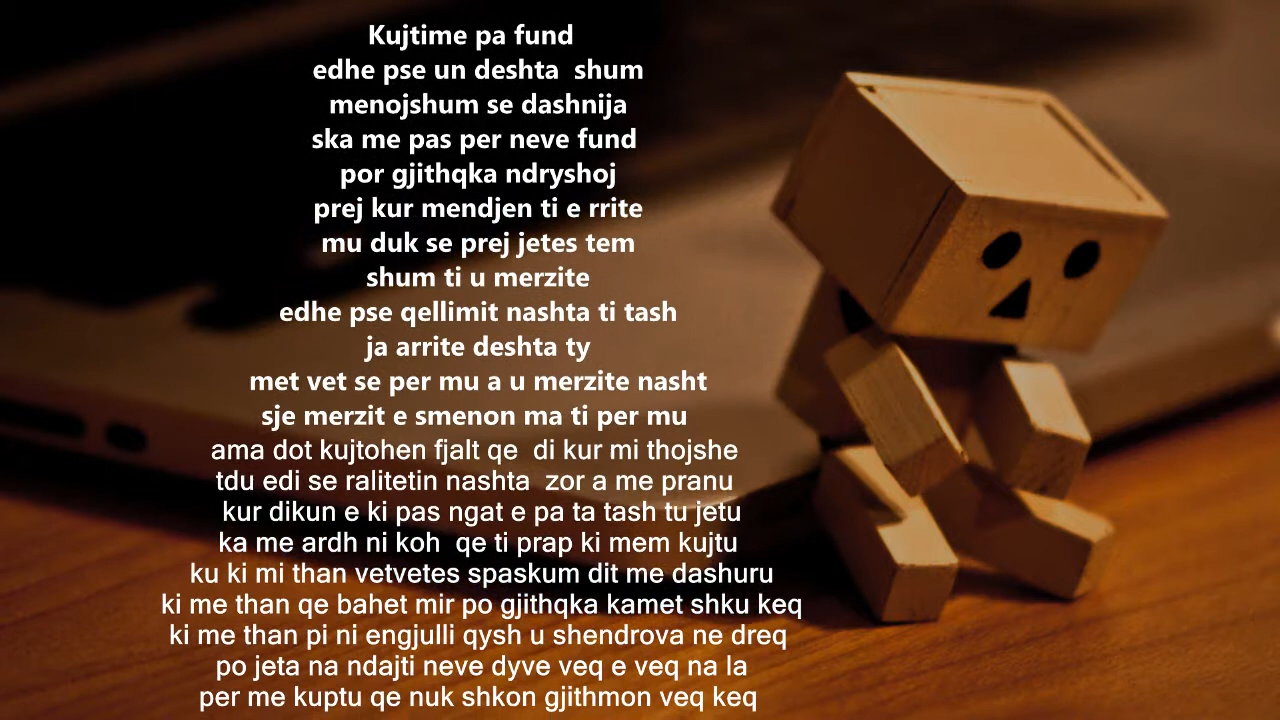 Kujtime pa fund
edhe pse un deshta shum
menojshum se dashnija
ska me pas per neve fund
por gjithqka ndryshoj
prej kur mendjen ti e rrite
mu duk se prej jetes tem
shum ti u merzite
edhe pse qellimit nashta ti tash
ja arrite deshta ty
met vet se per mu a u merzite nasht
sje merzit e smenon ma ti per mu
ama dot kujtohen fjalt qe di kur mi thojshe
tdu edi se ralitetin nashta zor a me pranu
kur dikun e ki pas ngat e pa ta tash tu jetu
ka me ardh ni koh qe ti prap ki mem kujtu
ku ki mi than vetvetes spaskum dit me dashuru
ki me than qe bahet mir po gjithqka kamet shku keq
ki me than pi ni engjulli qysh u shendrova ne dreq
po jeta na ndajti neve dyve veq e veq na la
per me kuptu qe nuk shkon gjithmon veq keq